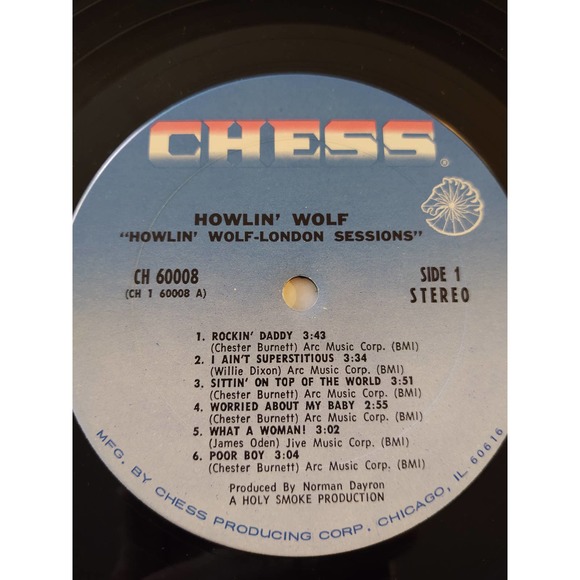 CHESS
®
HOWLIN' WOLF
"HOWLIN' WOLF-LONDON SESSIONS"
CH 60008
(CH 1 60008 A)
SIDE 1
STEREO
1. ROCKIN' DADDY 3:43
(Chester Burnett) Arc Music Corp. (BMI)
2. I AIN'T SUPERSTITIOUS 3:34
(Willie Dixon) Arc Music Corp. (BMI)
3. SITTIN' ON TOP OF THE WORLD 3:51
(Chester Burnett) Arc Music Corp. (BMI)
4. WORRIED ABOUT MY BABY 2:55
(Chester Burnett) Arc Music Corp. (BMI)
5. WHAT A WOMAN! 3:02
(James Oden) Jive Music Corp. (BMI)
6. POOR BOY 3:04
(Chester Burnett) Arc Music Corp. (BMI)
Produced By Norman Dayron
A HOLY SMOKE PRODUCTION
MFG. BY CHESS PRODUCING CORP., CHICAGO, IL 60616